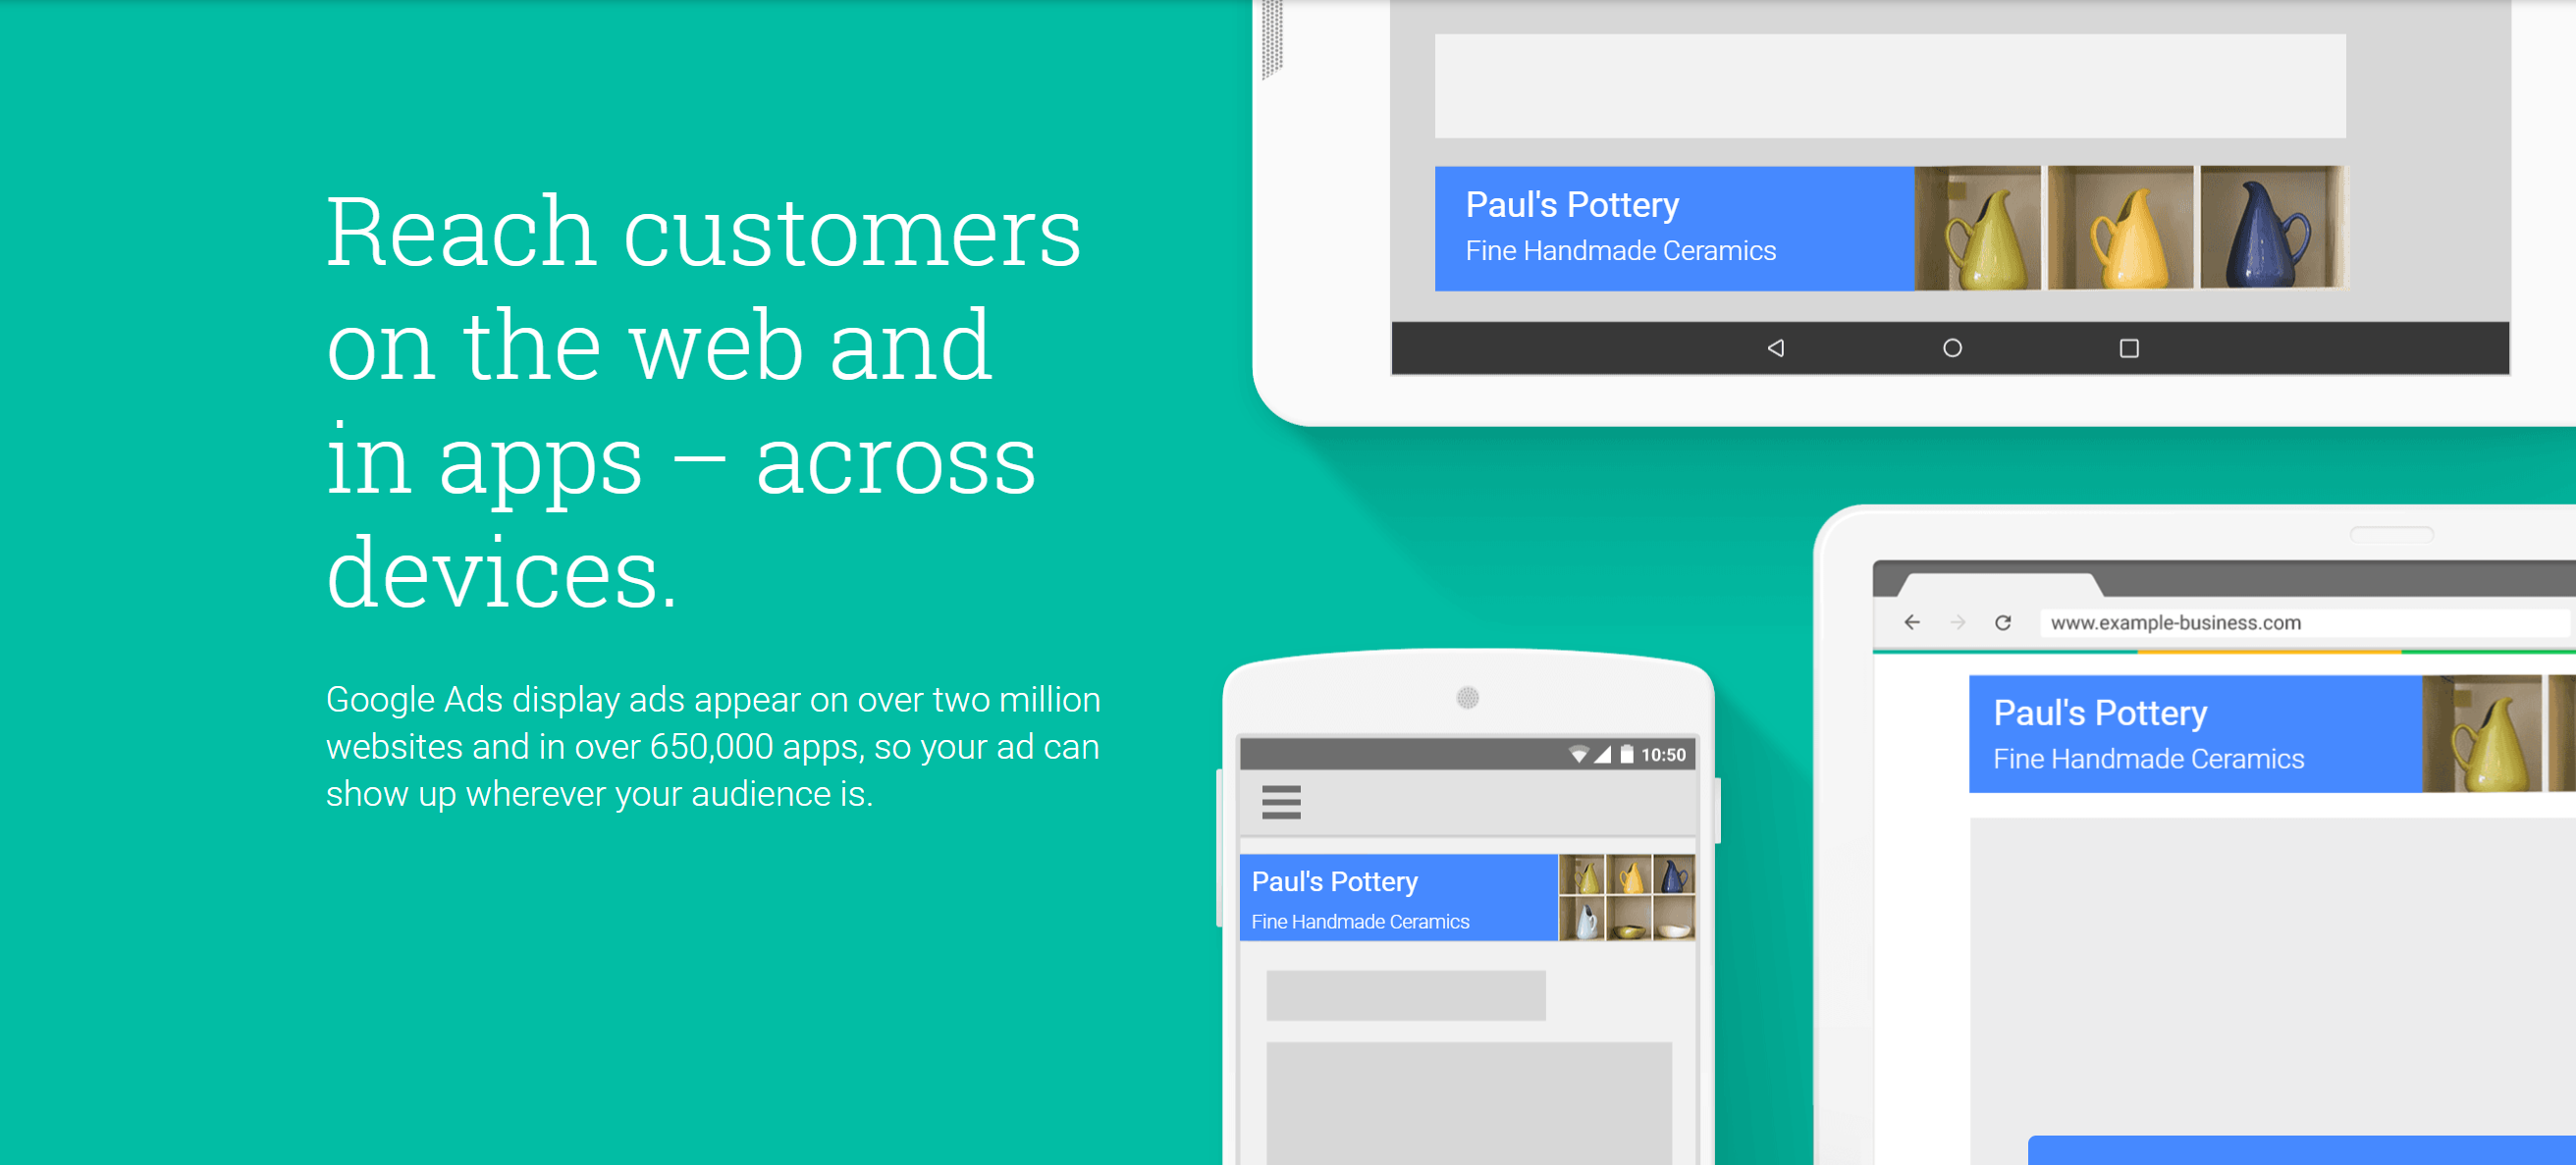 Reach customers
on the web and
in apps – across
devices.
Google Ads display ads appear on over two million
websites and in over 650,000 apps, so your ad can
show up wherever your audience is.
Paul's Pottery
Fine Handmade Ceramics
10:50
Paul's Pottery
Fine Handmade Ceramics
www.example-business.com
Paul's Pottery
Fine Handmade Ceramics